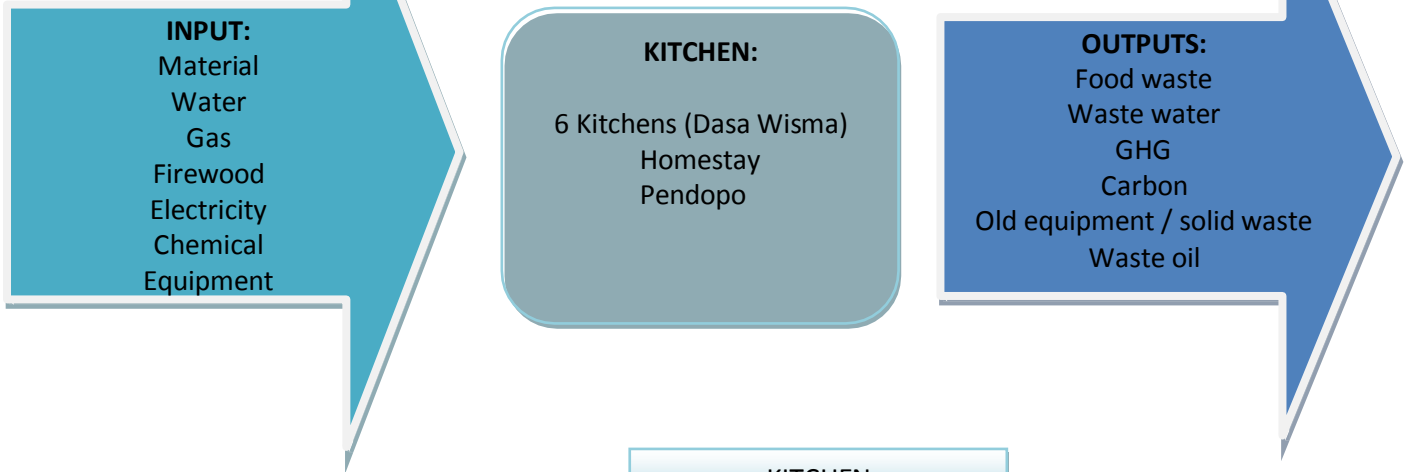 INPUT:
Material
Water
Gas
Firewood
Electricity
Chemical
Equipment
KITCHEN:
6 Kitchens (Dasa Wisma)
Homestay
Pendopo
OUTPUTS:
Food waste
Waste water
GHG
Carbon
Old equipment / solid waste
Waste oil
KITCHEN